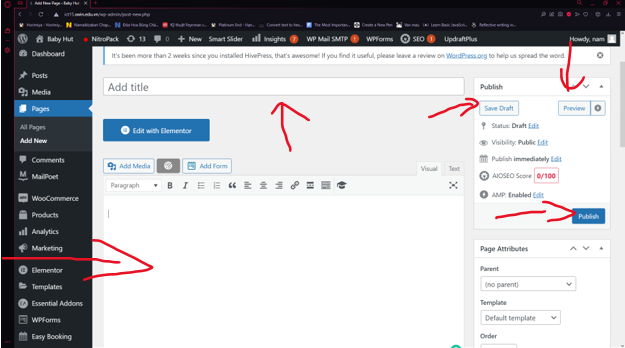 Add New Page ‹ Baby Hut
ist15.swin.edu.vn/wp-admin/post-new.php
Baby Hut NitroPack 13 0 New Smart Slider Insights WP Mail SMTP 1 WPForms SEO 1 UpdraftPlus Howdy, nam
It's been more than 2 weeks since you installed HivePress, that's awesome! If you find it useful, please leave a review on WordPress.org to help us spread the word.
Dashboard
Posts
Media
Pages
All Pages
Add New
Comments
MailPoet
WooCommerce
Products
Analytics
Marketing
Elementor
Templates
Essential Addons
WPForms
Easy Booking
Add title
Edit with Elementor
Add Media Add Form
Visual Text
Paragraph B I
Publish
Save Draft Preview
Status: Draft Edit
Visibility: Public Edit
Publish immediately Edit
AIOSEO Score 0/100
AMP: Enabled Edit
Publish
Page Attributes
Parent
(no parent)
Template
Default template
Order